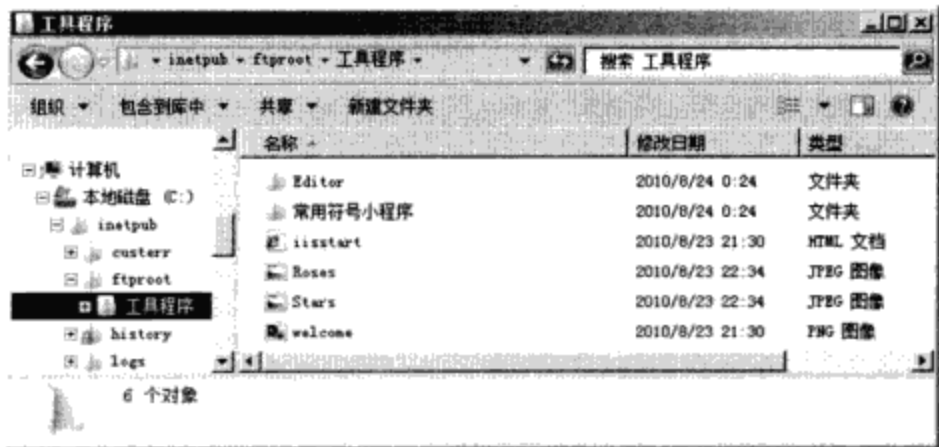 工具程序
inetpub ftproot 工具程序
搜索 工具程序
组织 包含到库中 共享 新建文件夹
名称 修改日期 类型
计算机
本地磁盘 (C:)
inetpub
custerr
ftproot
工具程序
history
logs
Editor 2010/8/24 0:24 文件夹
常用符号小程序 2010/8/24 0:24 文件夹
iisstart 2010/8/23 21:30 HTML 文档
Roses 2010/8/23 22:34 JPEG 图像
Stars 2010/8/23 22:34 JPEG 图像
welcome 2010/8/23 21:30 PNG 图像
6 个对象